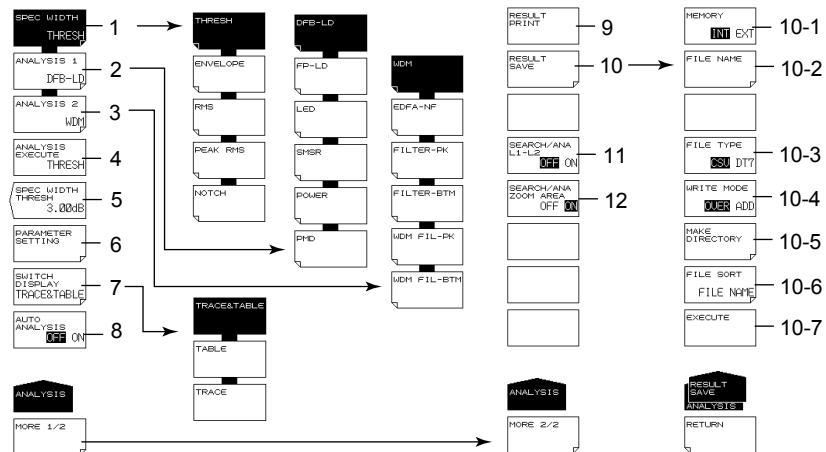 SPEC WIDTH
THRESH
1
ANALYSIS 1
DFB-LD
2
ANALYSIS 2
WDM
3
ANALYSIS
EXECUTE
THRESH
4
SPEC WIDTH
THRESH
3.00dB
5
PARAMETER
SETTING
6
SWITCH
DISPLAY
TRACE&TABLE
7
AUTO
ANALYSIS
OFF ON
8
ANALYSIS
MORE 1/2
THRESH
ENVELOPE
RMS
PEAK RMS
NOTCH
TRACE&TABLE
TABLE
TRACE
DFB-LD
FP-LD
LED
SMSR
POWER
PMD
WDM
EDFA-NF
FILTER-PK
FILTER-BTM
WDM FIL-PK
WDM FIL-BTM
RESULT
PRINT
9
RESULT
SAVE
10
SEARCH/ANA
L1-L2
OFF ON
11
SEARCH/ANA
ZOOM AREA
OFF ON
12
ANALYSIS
MORE 2/2
MEMORY
INT EXT
10-1
FILE NAME
10-2
FILE TYPE
CSV DT7
10-3
WRITE MODE
OVER ADD
10-4
MAKE
DIRECTORY
10-5
FILE SORT
FILE NAME
10-6
EXECUTE
10-7
RESULT
SAVE
ANALYSIS
RETURN